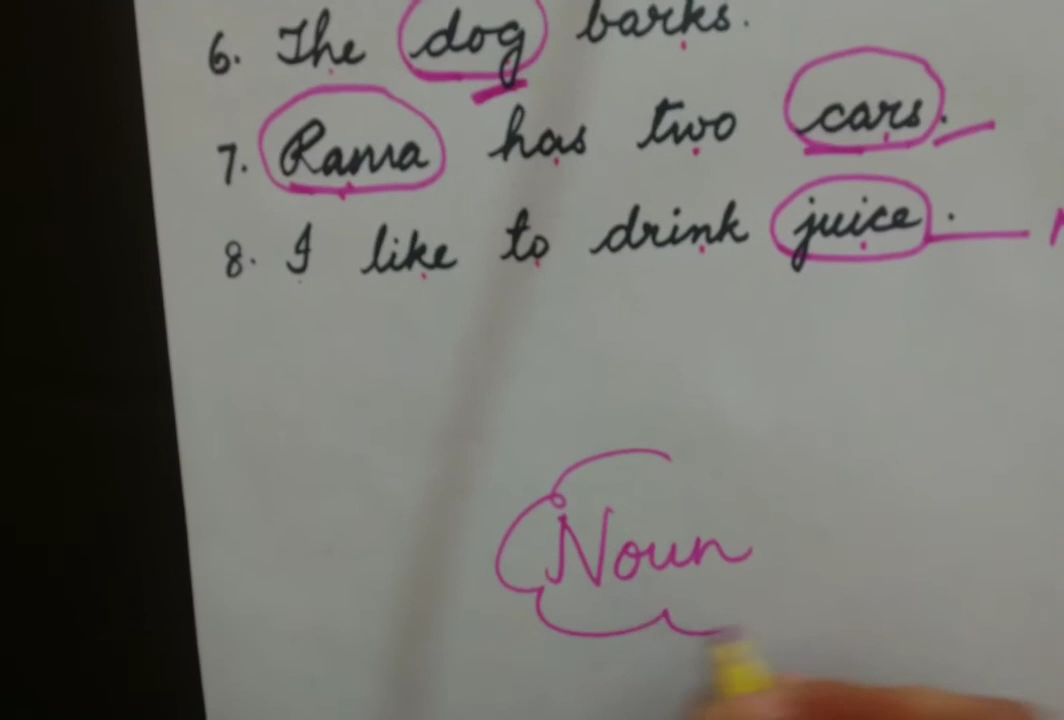 6. The dog barks.
7. Rama has two cars.
8. I like to drink juice.
Noun